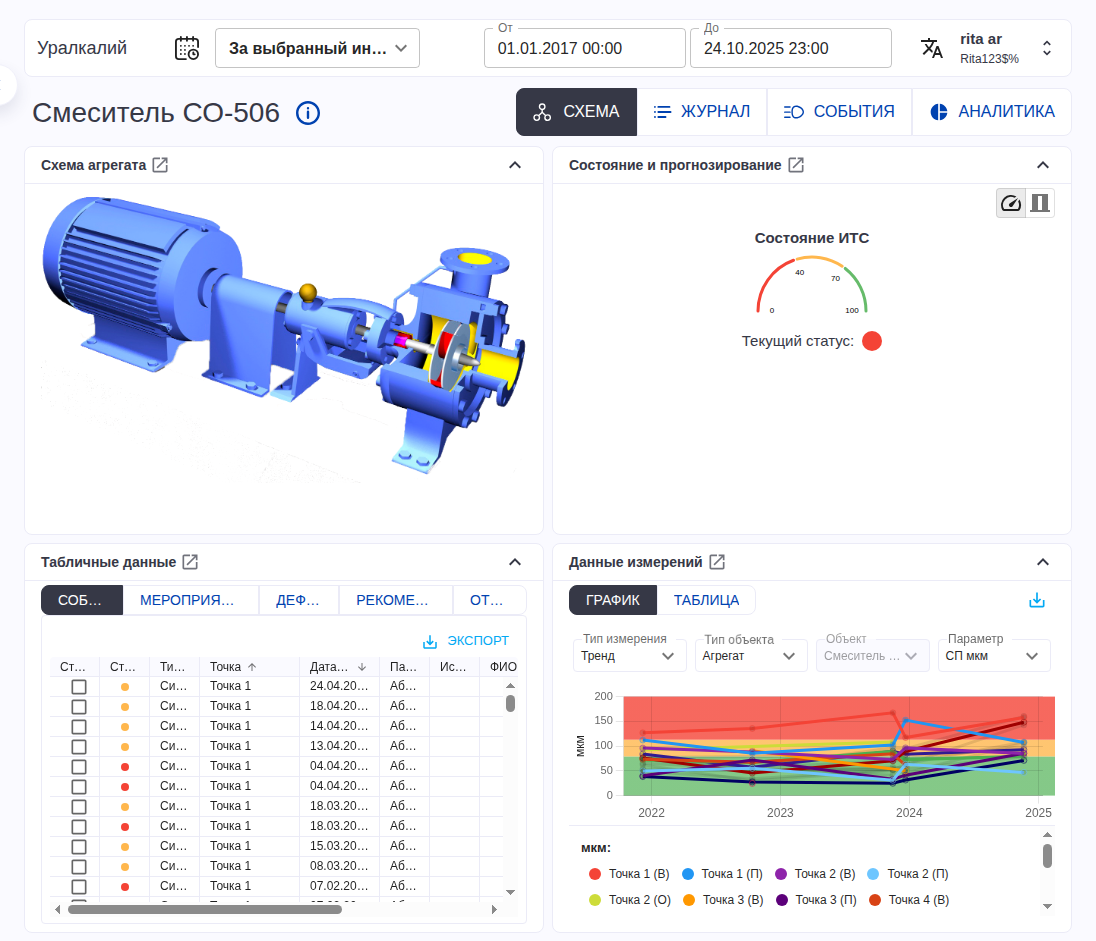 Уралкалий
За выбранный ин…
От
01.01.2017 00:00
До
24.10.2025 23:00
rita ar
Rita123$%
Смеситель СО-506
СХЕМА
ЖУРНАЛ
СОБЫТИЯ
АНАЛИТИКА
Схема агрегата
Состояние и прогнозирование
Состояние ИТС
0
40
70
100
Текущий статус:
Табличные данные
СОБ…
МЕРОПРИЯ…
ДЕФ…
РЕКОМЕ…
ОТ…
ЭКСПОРТ
Ст… Ст… Ти… Точка Дата… Па… Ис… ФИО
Си… Точка 1 24.04.20… Аб…
Си… Точка 1 18.04.20… Аб…
Си… Точка 1 14.04.20… Аб…
Си… Точка 1 13.04.20… Аб…
Си… Точка 1 04.04.20… Аб…
Си… Точка 1 04.04.20… Аб…
Си… Точка 1 18.03.20… Аб…
Си… Точка 1 18.03.20… Аб…
Си… Точка 1 15.03.20… Аб…
Си… Точка 1 08.03.20… Аб…
Си… Точка 1 07.02.20… Аб…
Данные измерений
ГРАФИК
ТАБЛИЦА
Тип измерения
Тренд
Тип объекта
Агрегат
Объект
Смеситель …
Параметр
СП мкм
мкм
200
150
100
50
0
2022 2023 2024 2025
мкм:
Точка 1 (В) Точка 1 (П) Точка 2 (В) Точка 2 (П)
Точка 2 (О) Точка 3 (В) Точка 3 (П) Точка 4 (В)